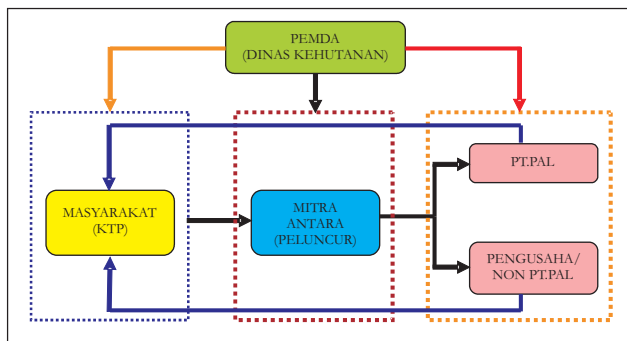 PEMDA
(DINAS KEHUTANAN)
PT.PAL
MASYARAKAT
(KTP)
MITRA
ANTARA
(PELUNCUR)
PENGUSAHA/
NON PT.PAL